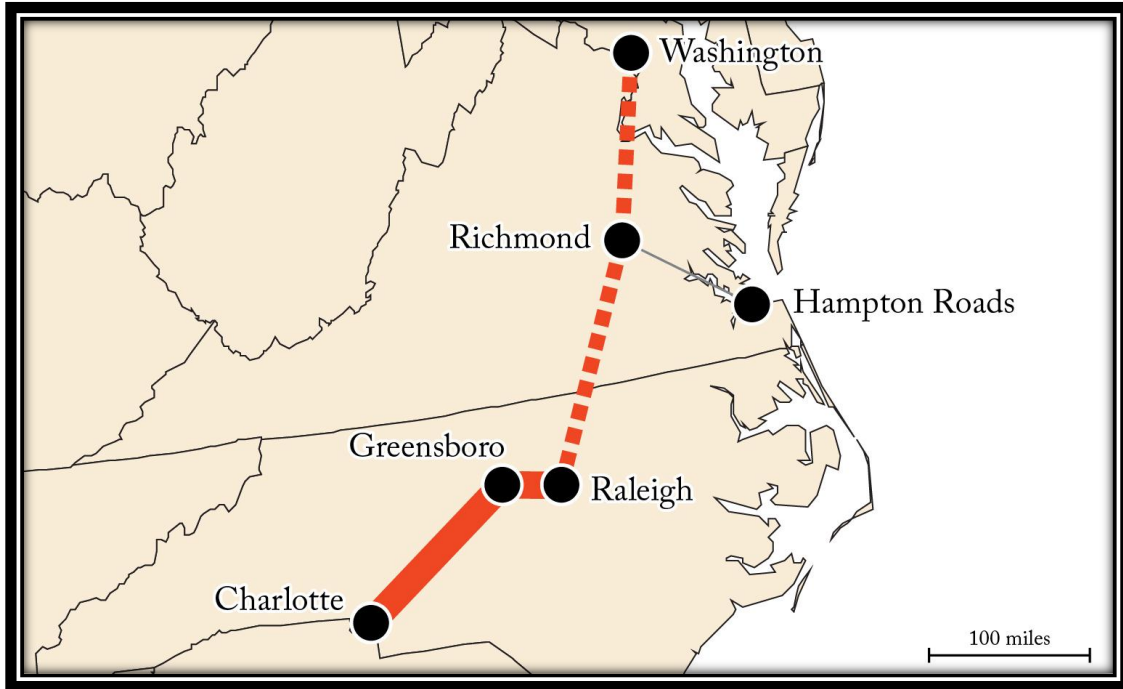 Washington
Richmond
Hampton Roads
Greensboro
Raleigh
Charlotte
100 miles